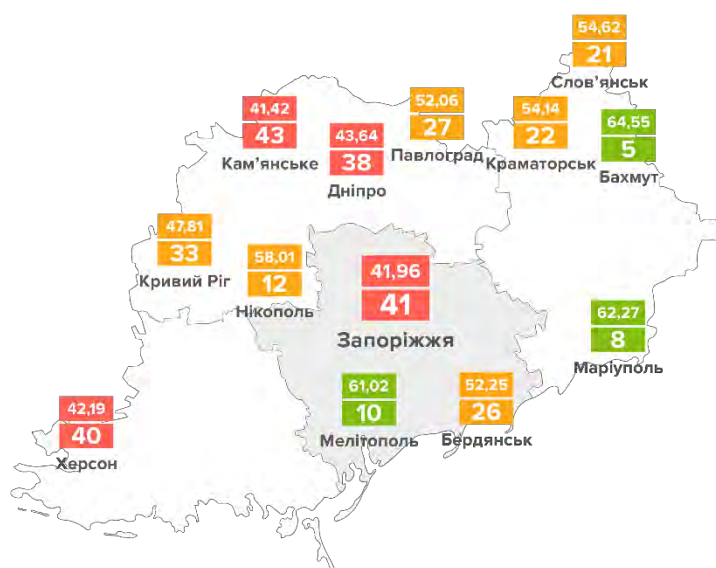 54,62
21
Слов’янськ
41,42
43
Кам’янське
43,64
38
Дніпро
52,06
27
Павлоград
54,14
22
Краматорськ
64,55
5
Бахмут
47,81
33
Кривий Ріг
58,01
12
Нікополь
41,96
41
Запоріжжя
62,27
8
Маріуполь
61,02
10
Мелітополь
52,25
26
Бердянськ
42,19
40
Херсон